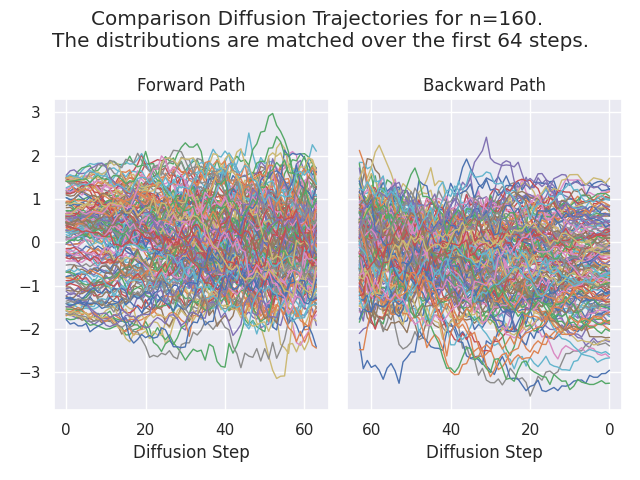 Comparison Diffusion Trajectories for n=160.
The distributions are matched over the first 64 steps.
Forward Path
Backward Path
3
2
1
0
−1
−2
−3
0 20 40 60
60 40 20 0
Diffusion Step
Diffusion Step